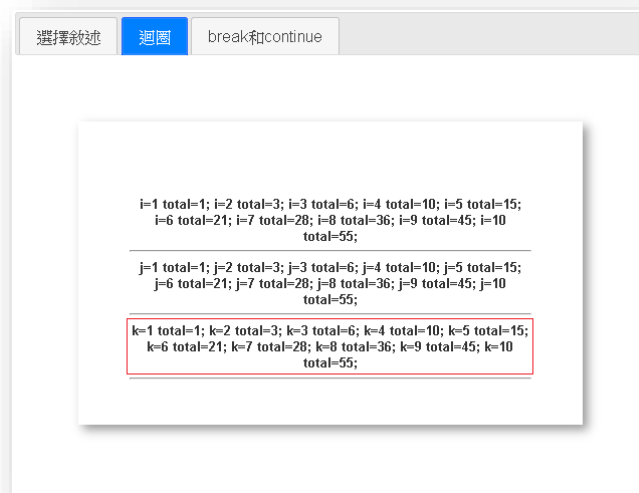 選擇敘述
迴圈
break和continue
i=1 total=1; i=2 total=3; i=3 total=6; i=4 total=10; i=5 total=15;
i=6 total=21; i=7 total=28; i=8 total=36; i=9 total=45; i=10
total=55;
j=1 total=1; j=2 total=3; j=3 total=6; j=4 total=10; j=5 total=15;
j=6 total=21; j=7 total=28; j=8 total=36; j=9 total=45; j=10
total=55;
k=1 total=1; k=2 total=3; k=3 total=6; k=4 total=10; k=5 total=15;
k=6 total=21; k=7 total=28; k=8 total=36; k=9 total=45; k=10
total=55;